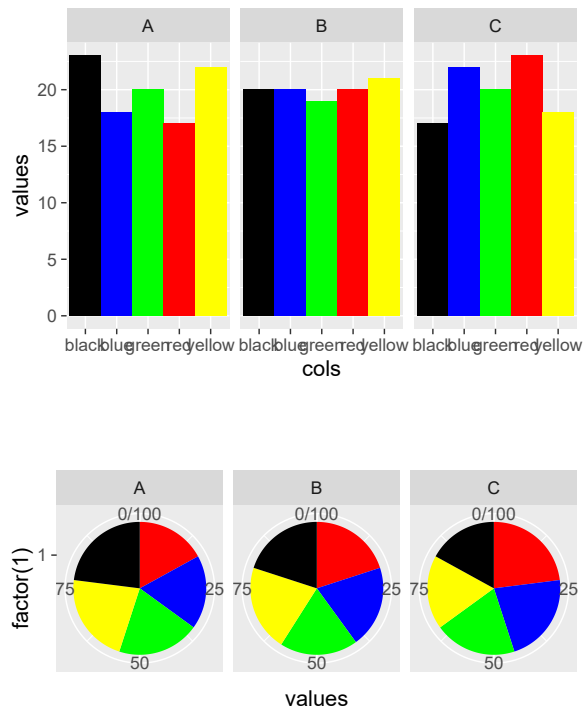 A B C
values
20
15
10
5
0
black blue green red yellow black blue green red yellow black blue green red yellow
cols
A B C
0/100 0/100 0/100
factor(1)
1
75 25 75 25 75 25
50 50 50
values